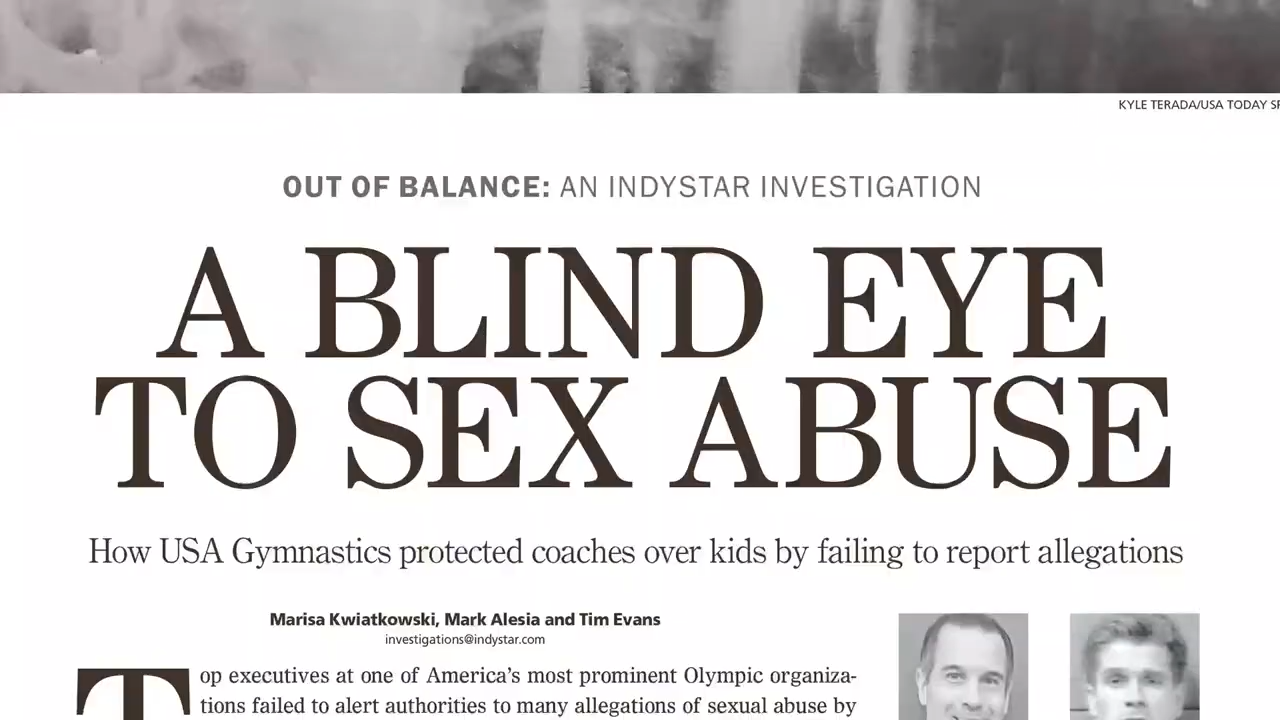 KYLE TERADA/USA TODAY
OUT OF BALANCE: AN INDYSTAR INVESTIGATION
A BLIND EYE
TO SEX ABUSE
How USA Gymnastics protected coaches over kids by failing to report allegations
Marisa Kwiatkowski, Mark Alesia and Tim Evans
investigations@indystar.com
Top executives at one of America's most prominent Olympic organiza-
tions failed to alert authorities to many allegations of sexual abuse by